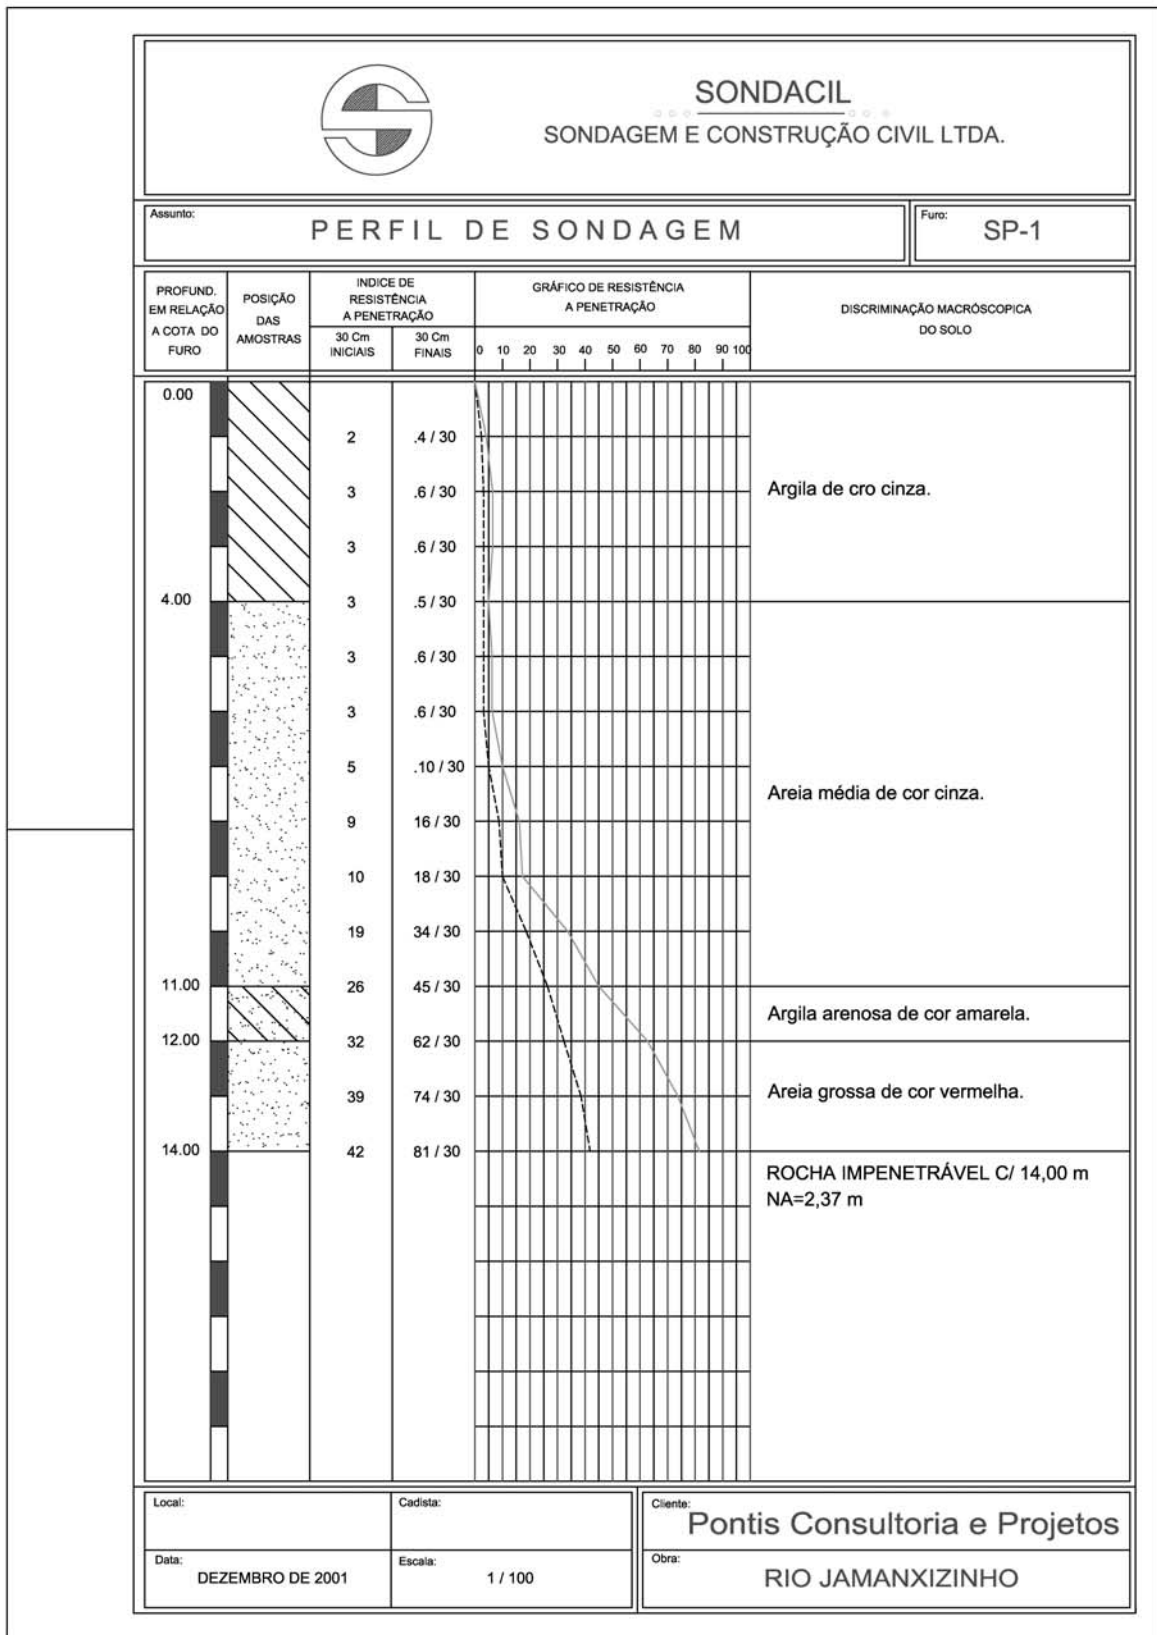 SONDACIL
SONDAGEM E CONSTRUÇÃO CIVIL LTDA.
Assunto:
PERFIL DE SONDAGEM
Furo:
SP-1
PROFUND.
EM RELAÇÃO
A COTA DO
FURO
POSIÇÃO
DAS
AMOSTRAS
INDICE DE
RESISTÊNCIA
A PENETRAÇÃO
30 Cm
INICIAIS
30 Cm
FINAIS
GRÁFICO DE RESISTÊNCIA
A PENETRAÇÃO
0 10 20 30 40 50 60 70 80 90 100
DISCRIMINAÇÃO MACRÓSCOPICA
DO SOLO
0.00
2 .4 / 30
3 .6 / 30
Argila de cro cinza.
3 .6 / 30
4.00 3 .5 / 30
3 .6 / 30
3 .6 / 30
5 .10 / 30
Areia média de cor cinza.
9 16 / 30
10 18 / 30
19 34 / 30
11.00 26 45 / 30
Argila arenosa de cor amarela.
12.00 32 62 / 30
39 74 / 30
Areia grossa de cor vermelha.
14.00 42 81 / 30
ROCHA IMPENETRÁVEL C/ 14,00 m
NA=2,37 m
Local:
Cadista:
Cliente:
Pontis Consultoria e Projetos
Data:
DEZEMBRO DE 2001
Escala:
1 / 100
Obra:
RIO JAMANXIZINHO